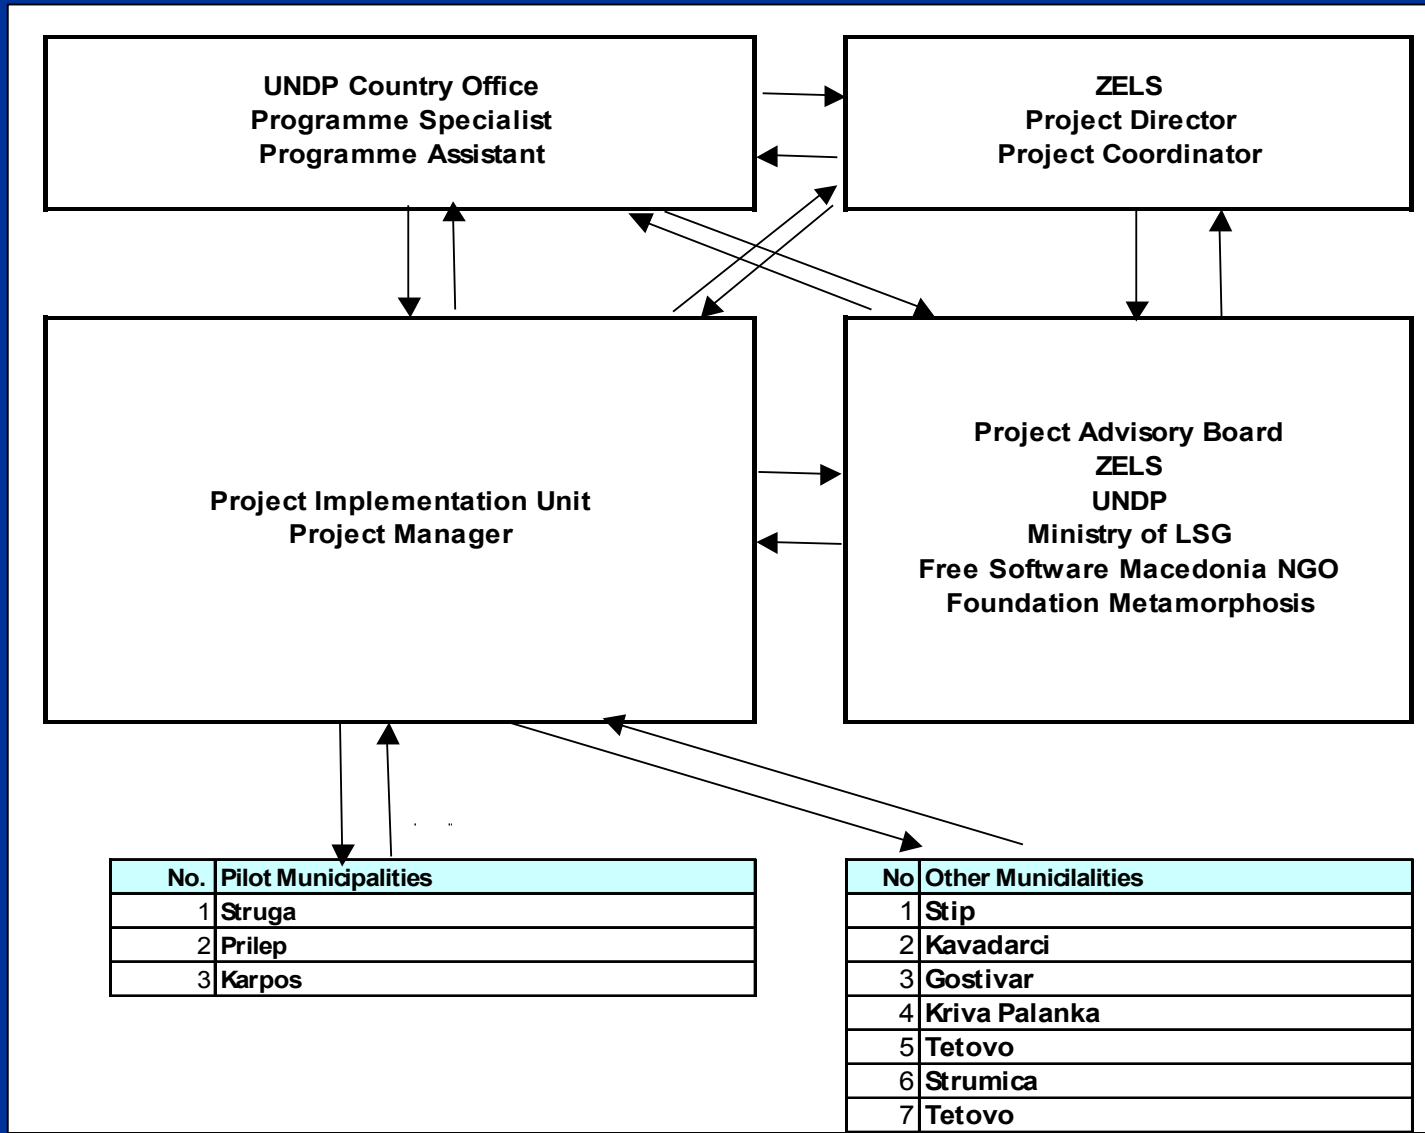 UNDP Country Office
Programme Specialist
Programme Assistant
ZELS
Project Director
Project Coordinator
Project Implementation Unit
Project Manager
Project Advisory Board
ZELS
UNDP
Ministry of LSG
Free Software Macedonia NGO
Foundation Metamorphosis
No. Pilot Municipalities
1 Struga
2 Prilep
3 Karpos
No Other Municilalities
1 Stip
2 Kavadarci
3 Gostivar
4 Kriva Palanka
5 Tetovo
6 Strumica
7 Tetovo